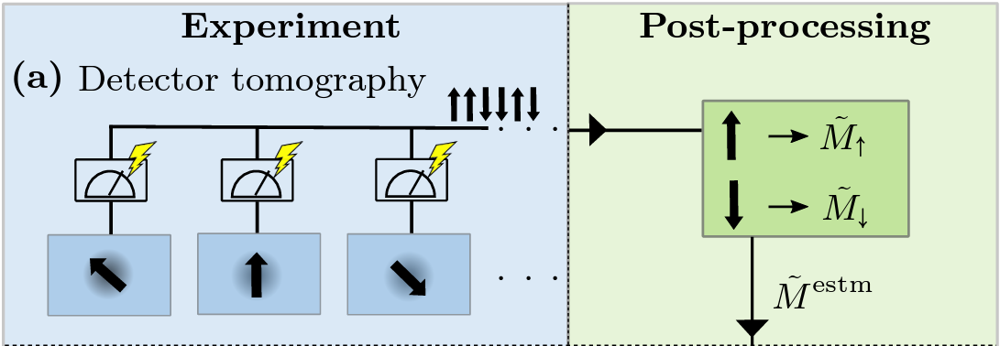 Experiment
Post-processing
(a) Detector tomography
↑↑↓↓↑↓ . . .
↑ → M̃↑
↓ → M̃↓
. . .
M̃ᵉˢᵗᵐ